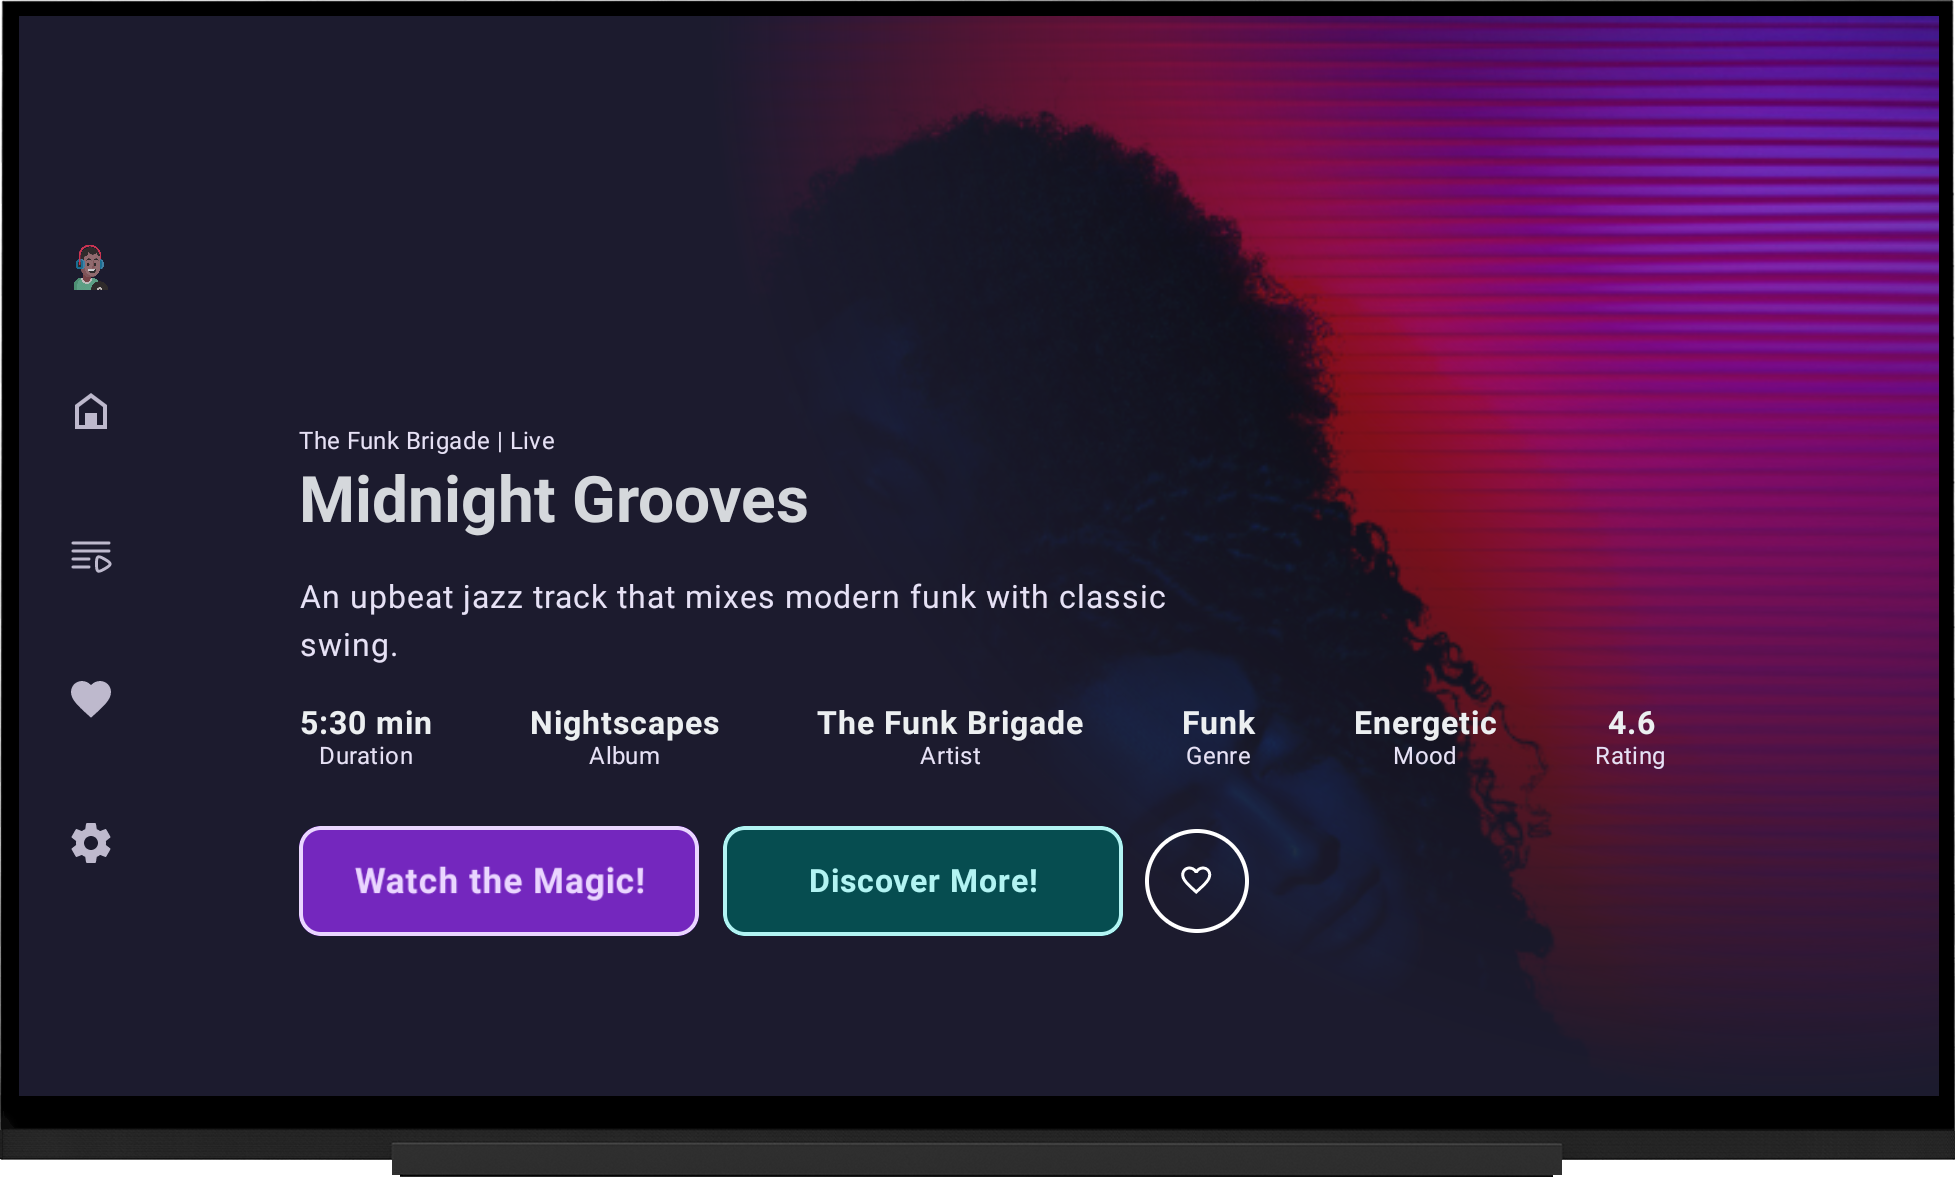 The Funk Brigade | Live
Midnight Grooves
An upbeat jazz track that mixes modern funk with classic
swing.
5:30 min
Duration
Nightscapes
Album
The Funk Brigade
Artist
Funk
Genre
Energetic
Mood
4.6
Rating
Watch the Magic!
Discover More!